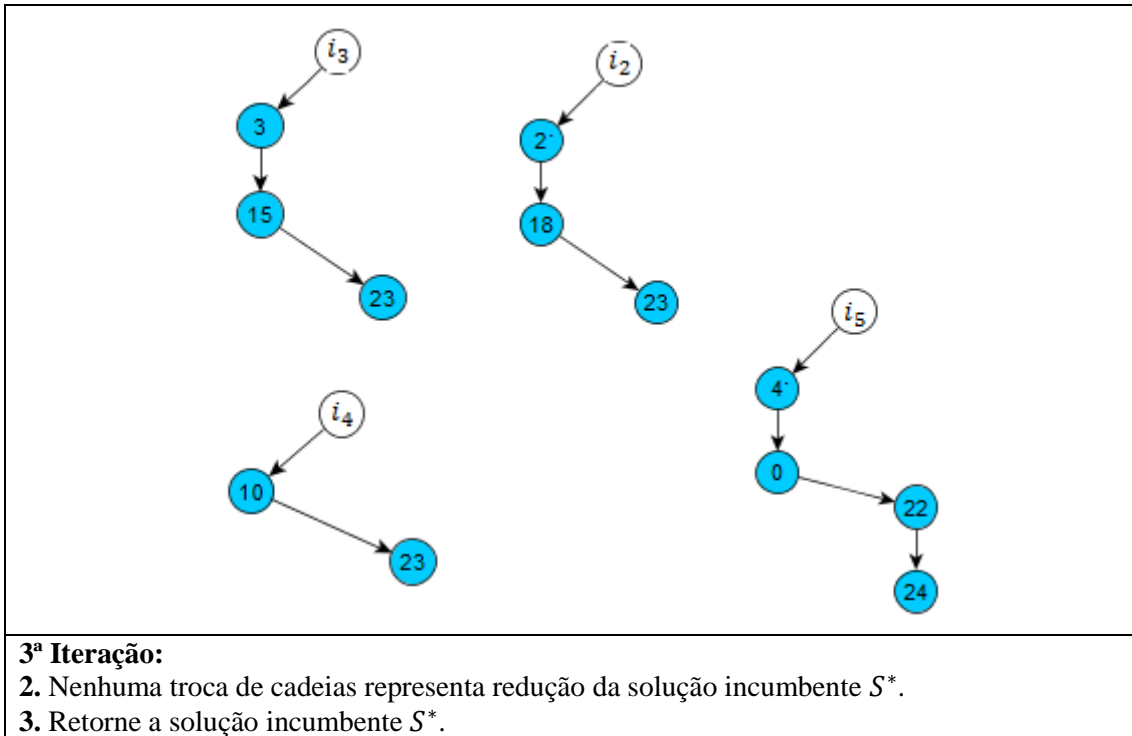 i₃
3
15
23
i₂
2
18
23
i₅
4
0
22
24
i₄
10
23
3ª Iteração:
2. Nenhuma troca de cadeias representa redução da solução incumbente S*.
3. Retorne a solução incumbente S*.